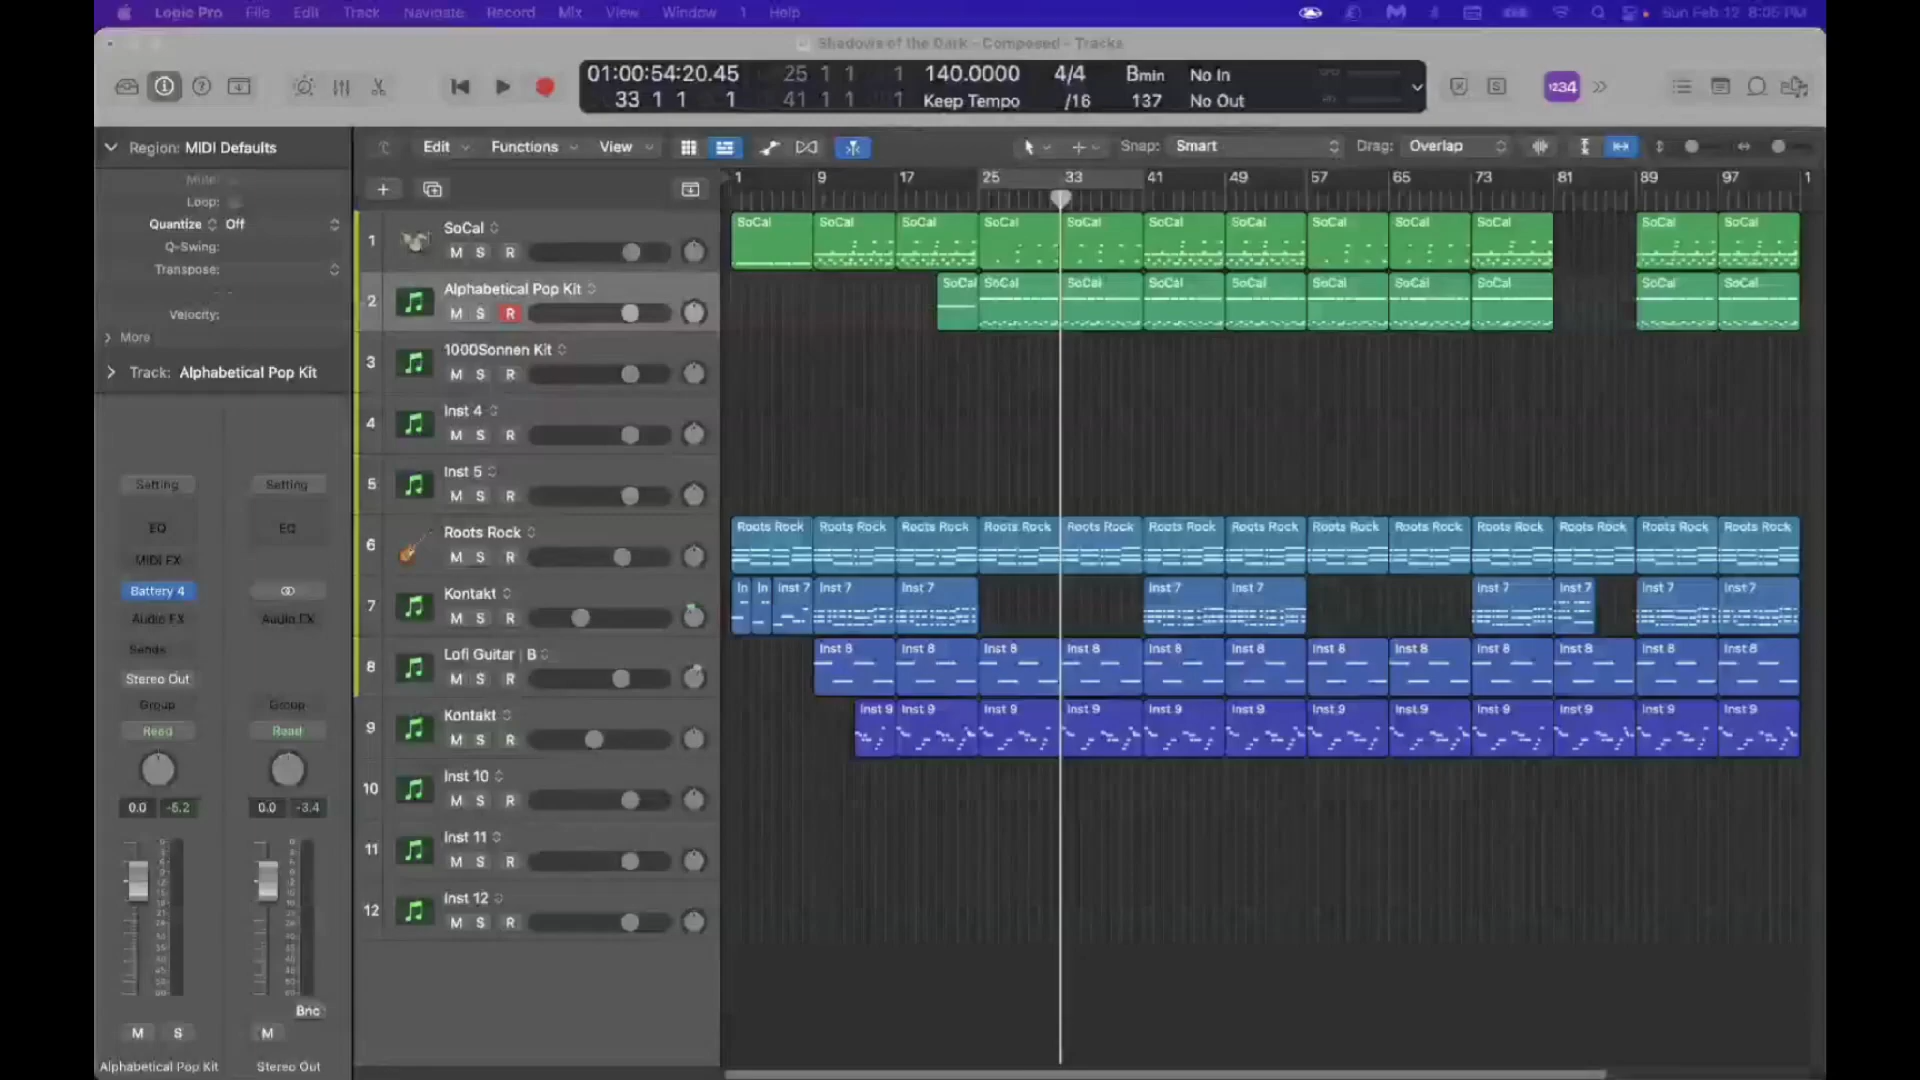 Logic Pro File Edit Track Navigate Record Mix View Window 1 Help Sun Feb 12 8:05 PM
Shadows of the Dark - Composed - Tracks
01:00:54:20.45 25 1 1 1 140.0000 4/4 Bmin No In
33 1 1 1 41 1 1 1 Keep Tempo /16 137 No Out
1234
Region: MIDI Defaults
Edit Functions View Snap: Smart Drag: Overlap
Mute:
Loop:
Quantize Off
Q-Swing:
Transpose:
Velocity:
More
Track: Alphabetical Pop Kit
1 9 17 25 33 41 49 57 65 73 81 89 97 1
1 SoCal
M S R
SoCal SoCal SoCal SoCal SoCal SoCal SoCal SoCal SoCal SoCal SoCal SoCal
2 Alphabetical Pop Kit
M S R
SoCal SoCal SoCal SoCal SoCal SoCal SoCal SoCal SoCal SoCal
3 1000Sonnen Kit
M S R
4 Inst 4
M S R
5 Inst 5
M S R
6 Roots Rock
M S R
Roots Rock Roots Rock Roots Rock Roots Rock Roots Rock Roots Rock Roots Rock Roots Rock Roots Rock Roots Rock Roots Rock Roots Rock Roots Rock
7 Kontakt
M S R
In In Inst 7 Inst 7 Inst 7 Inst 7 Inst 7 Inst 7 Inst 7 Inst 7 Inst 7
8 Lofi Guitar | B
M S R
Inst 8 Inst 8 Inst 8 Inst 8 Inst 8 Inst 8 Inst 8 Inst 8 Inst 8 Inst 8 Inst 8 Inst 8
9 Kontakt
M S R
Inst 9 Inst 9 Inst 9 Inst 9 Inst 9 Inst 9 Inst 9 Inst 9 Inst 9 Inst 9 Inst 9 Inst 9
10 Inst 10
M S R
11 Inst 11
M S R
12 Inst 12
M S R
Setting Setting
EQ EQ
MIDI FX
Battery 4
Audio FX Audio FX
Sends
Stereo Out
Group Group
Read Read
0.0 -5.2 0.0 -3.4
Bnc
M S M
Alphabetical Pop Kit Stereo Out